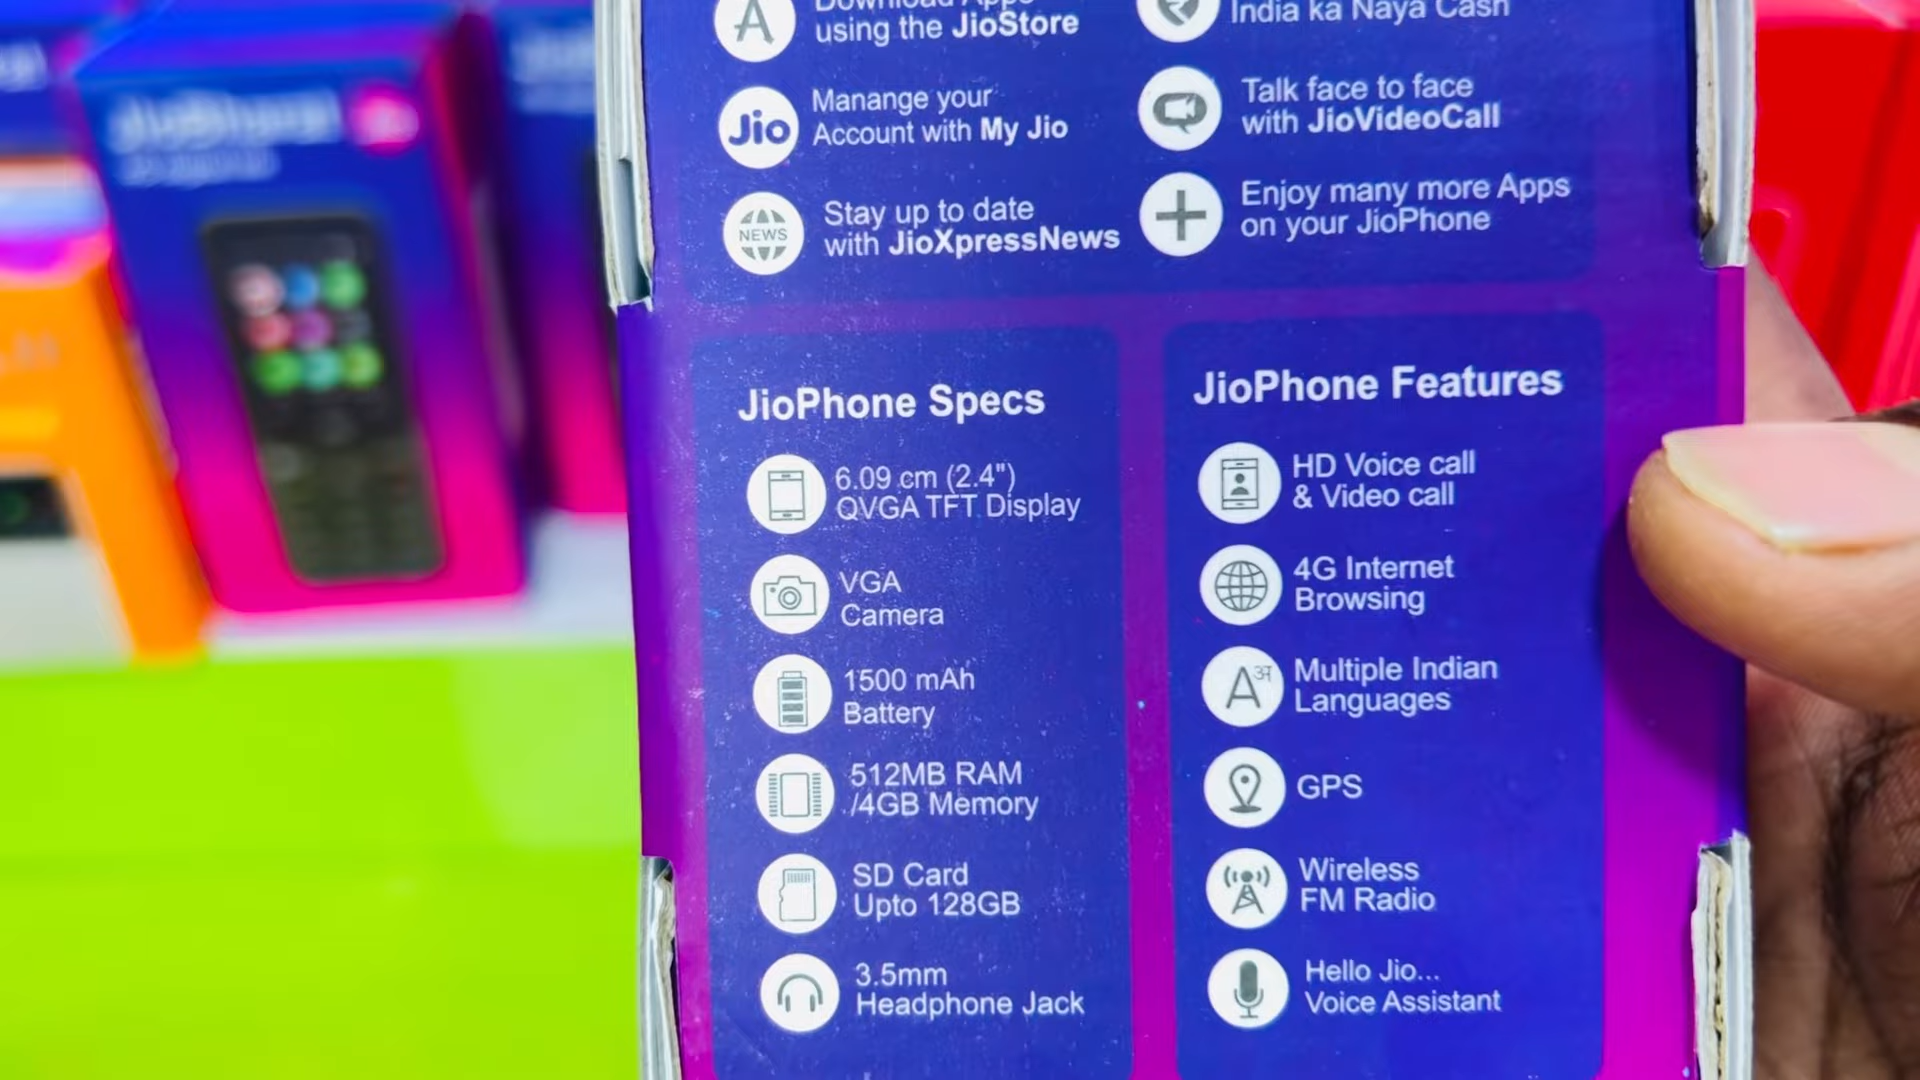 Download Apps
using the JioStore
India ka Naya Cash
Jio
Manange your
Account with My Jio
Talk face to face
with JioVideoCall
NEWS
Stay up to date
with JioXpressNews
Enjoy many more Apps
on your JioPhone
JioPhone Specs
6.09 cm (2.4")
QVGA TFT Display
VGA
Camera
1500 mAh
Battery
512MB RAM
/4GB Memory
SD Card
Upto 128GB
3.5mm
Headphone Jack
JioPhone Features
HD Voice call
& Video call
4G Internet
Browsing
A अ
Multiple Indian
Languages
GPS
Wireless
FM Radio
Hello Jio...
Voice Assistant
JioBharat